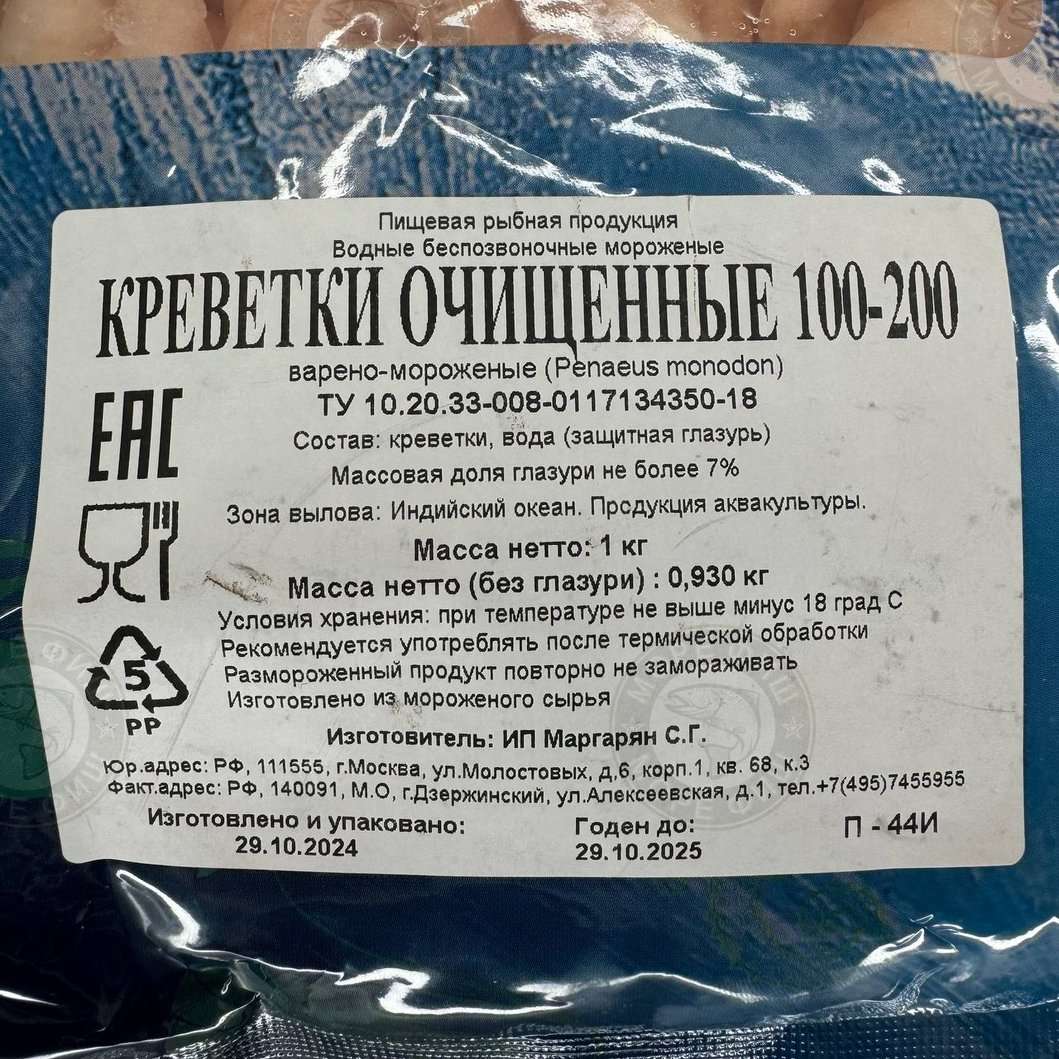 Пищевая рыбная продукция
Водные беспозвоночные мороженые
КРЕВЕТКИ ОЧИЩЕННЫЕ 100-200
варено-мороженые (Penaeus monodon)
ТУ 10.20.33-008-0117134350-18
EAC
Состав: креветки, вода (защитная глазурь)
Массовая доля глазури не более 7%
Зона вылова: Индийский океан. Продукция аквакультуры.
Масса нетто: 1 кг
Масса нетто (без глазури) : 0,930 кг
Условия хранения: при температуре не выше минус 18 град С
Рекомендуется употреблять после термической обработки
Размороженный продукт повторно не замораживать
Изготовлено из мороженого сырья
5
PP
Изготовитель: ИП Маргарян С.Г.
Юр.адрес: РФ, 111555, г.Москва, ул.Молостовых, д,6, корп.1, кв. 68, к.3
Факт.адрес: РФ, 140091, М.О, г.Дзержинский, ул.Алексеевская, д.1, тел.+7(495)7455955
Изготовлено и упаковано: Годен до: П - 44И
29.10.2024 29.10.2025